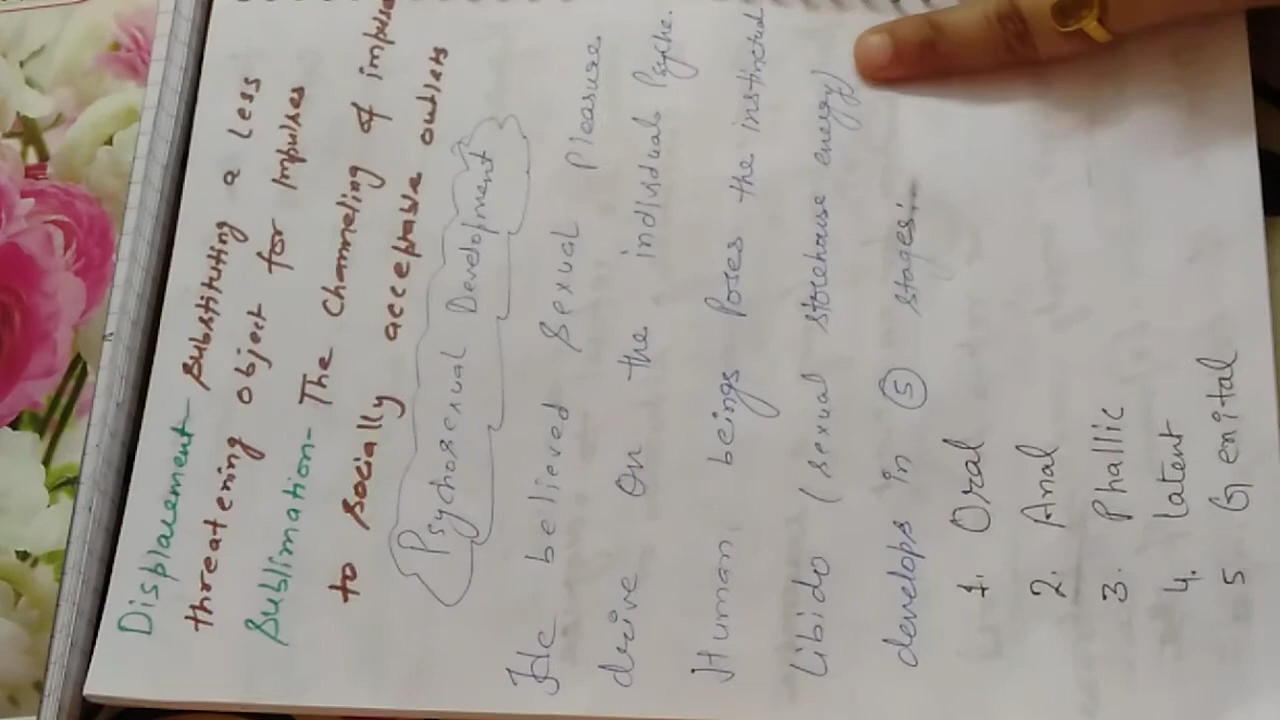 Displacement - Substituting a less
threatening object for Impulses
Sublimation - The Channeling of impulse
to socially acceptable outlets
Psychosexual Development
He believed Sexual Pleasure
drive on the individual Psyche.
Human beings Poses the instinctual
Libido (sexual storehouse energy)
develops in 5 stages:-
1. Oral
2. Anal
3. Phallic
4. Latent
5 Genital